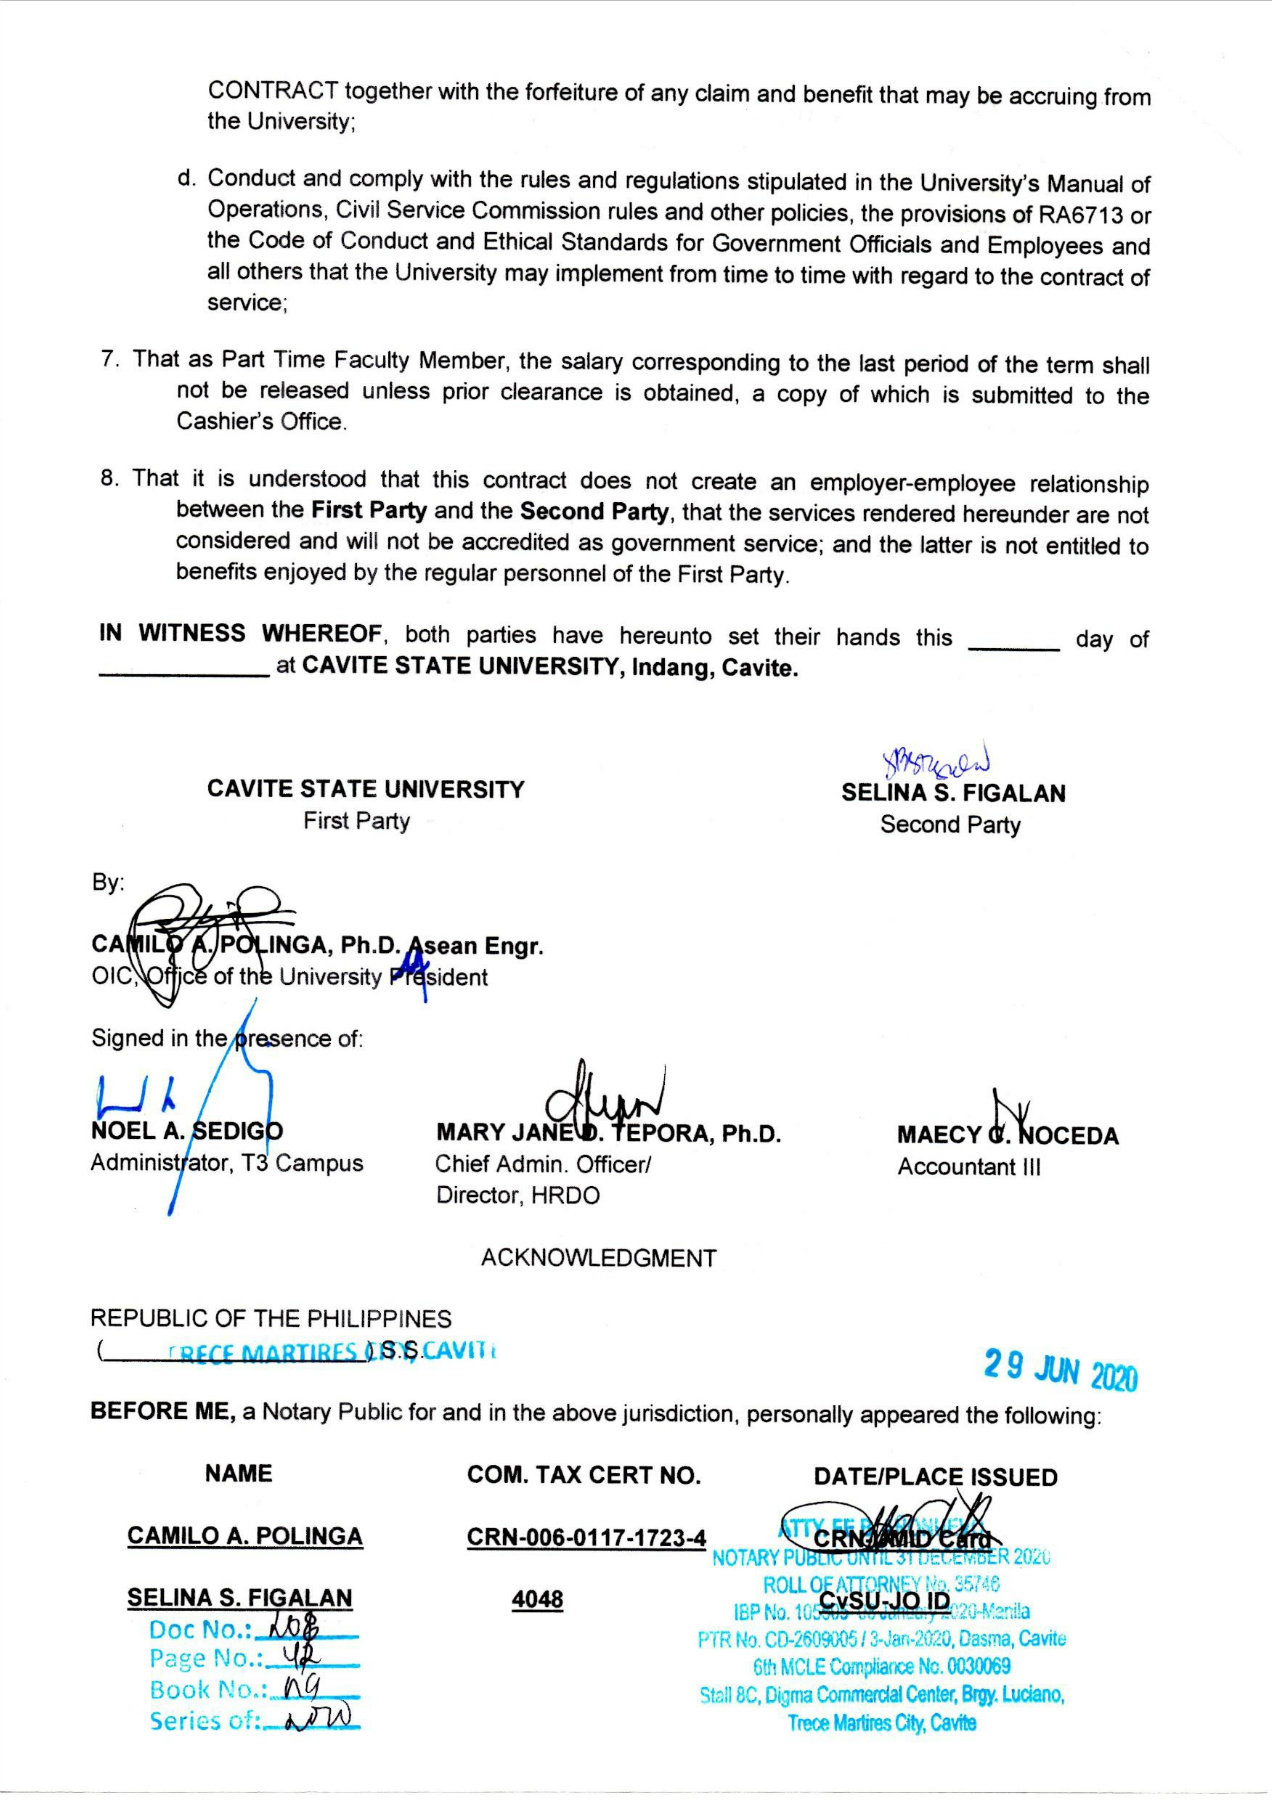 CONTRACT together with the forfeiture of any claim and benefit that may be accruing from
the University;
d. Conduct and comply with the rules and regulations stipulated in the University's Manual of
Operations, Civil Service Commission rules and other policies, the provisions of RA6713 or
the Code of Conduct and Ethical Standards for Government Officials and Employees and
all others that the University may implement from time to time with regard to the contract of
service;
7. That as Part Time Faculty Member, the salary corresponding to the last period of the term shall
not be released unless prior clearance is obtained, a copy of which is submitted to the
Cashier's Office.
8. That it is understood that this contract does not create an employer-employee relationship
between the First Party and the Second Party, that the services rendered hereunder are not
considered and will not be accredited as government service; and the latter is not entitled to
benefits enjoyed by the regular personnel of the First Party.
IN WITNESS WHEREOF, both parties have hereunto set their hands this _______ day of
_____________ at CAVITE STATE UNIVERSITY, Indang, Cavite.
CAVITE STATE UNIVERSITY
First Party
SELINA S. FIGALAN
Second Party
By:
CAMILO A. POLINGA, Ph.D. Asean Engr.
OIC, Office of the University President
Signed in the presence of:
NOEL A. SEDIGO
Administrator, T3 Campus
MARY JANE D. TEPORA, Ph.D.
Chief Admin. Officer/
Director, HRDO
MAECY NOCEDA
Accountant III
ACKNOWLEDGMENT
REPUBLIC OF THE PHILIPPINES
( TRECE MARTIRES CITY, CAVITE ) S.S.
29 JUN 2020
BEFORE ME, a Notary Public for and in the above jurisdiction, personally appeared the following:
NAME COM. TAX CERT NO. DATE/PLACE ISSUED
CAMILO A. POLINGA CRN-006-0117-1723-4 CRN/UMID Card
NOTARY PUBLIC UNTIL 31 DECEMBER 2020
ROLL OF ATTORNEY No. 35746
SELINA S. FIGALAN 4048 CvSU-JO ID
IBP No. January 2020-Manila
PTR No. CD-2609005 / 3-Jan-2020, Dasma, Cavite
6th MCLE Compliance No. 0030069
Stall 8C, Digma Commercial Center, Brgy. Luciano,
Trece Martires City, Cavite
Doc No.: 208
Page No.: 42
Book No.:
Series of: 2020